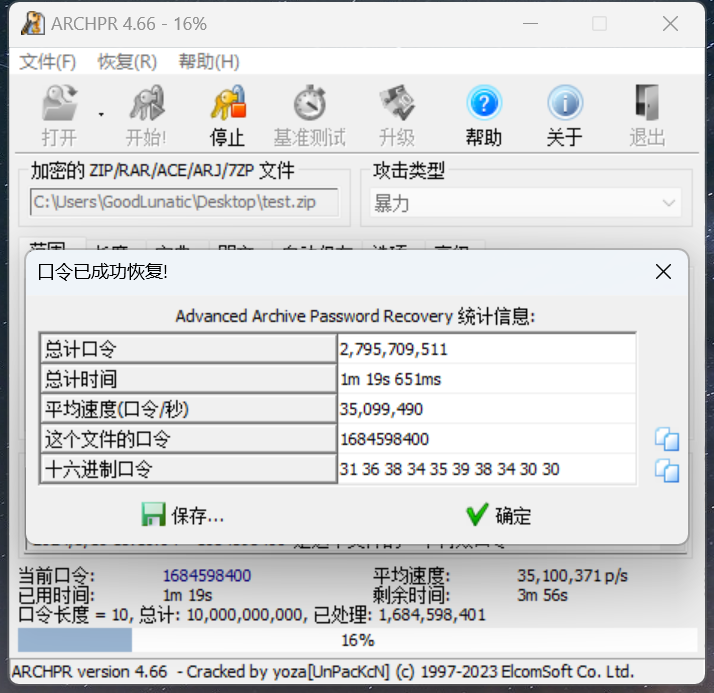 ARCHPR 4.66 - 16%
文件(F) 恢复(R) 帮助(H)
打开 开始! 停止 基准测试 升级 帮助 关于 退出
加密的 ZIP/RAR/ACE/ARJ/7ZP 文件 攻击类型
C:\Users\GoodLunatic\Desktop\test.zip 暴力
口令已成功恢复!
Advanced Archive Password Recovery 统计信息:
总计口令 2,795,709,511
总计时间 1m 19s 651ms
平均速度(口令/秒) 35,099,490
这个文件的口令 1684598400
十六进制口令 31 36 38 34 35 39 38 34 30 30
保存... 确定
当前口令: 1684598400 平均速度: 35,100,371 p/s
已用时间: 1m 19s 剩余时间: 3m 56s
口令长度 = 10, 总计: 10,000,000,000, 已处理: 1,684,598,401
16%
ARCHPR version 4.66 - Cracked by yoza[UnPacKcN] (c) 1997-2023 ElcomSoft Co. Ltd.